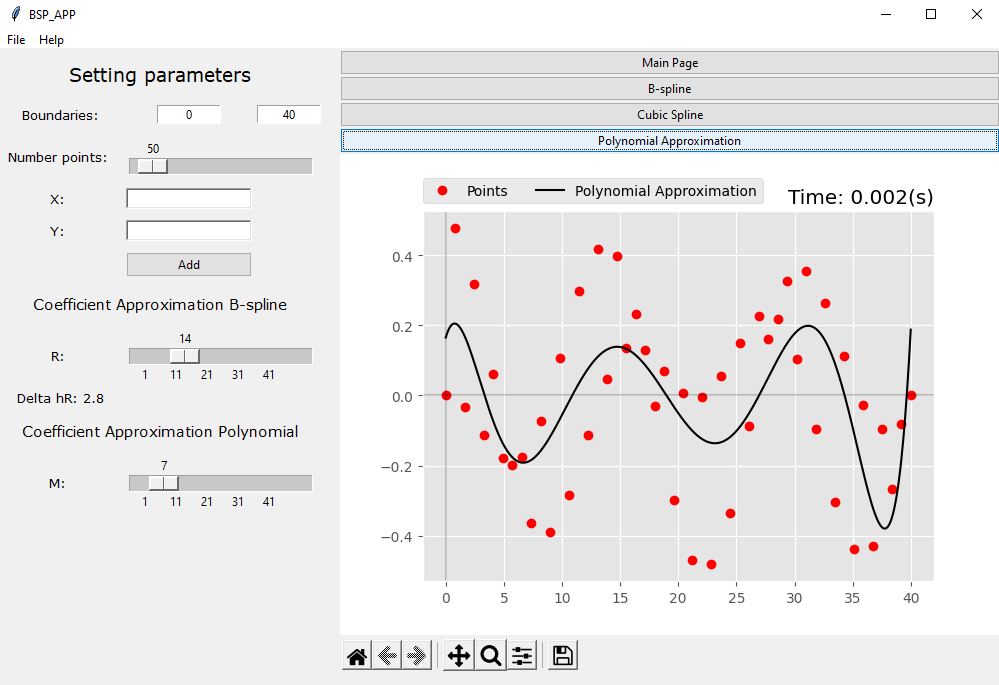 BSP_APP
File Help
Setting parameters
Boundaries: 0 40
Number points: 50
X:
Y:
Add
Coefficient Approximation B-spline
R: 14
1 11 21 31 41
Delta hR: 2.8
Coefficient Approximation Polynomial
M: 7
1 11 21 31 41
Main Page
B-spline
Cubic Spline
Polynomial Approximation
Points Polynomial Approximation
Time: 0.002(s)
0.4
0.2
0.0
−0.2
−0.4
0 5 10 15 20 25 30 35 40